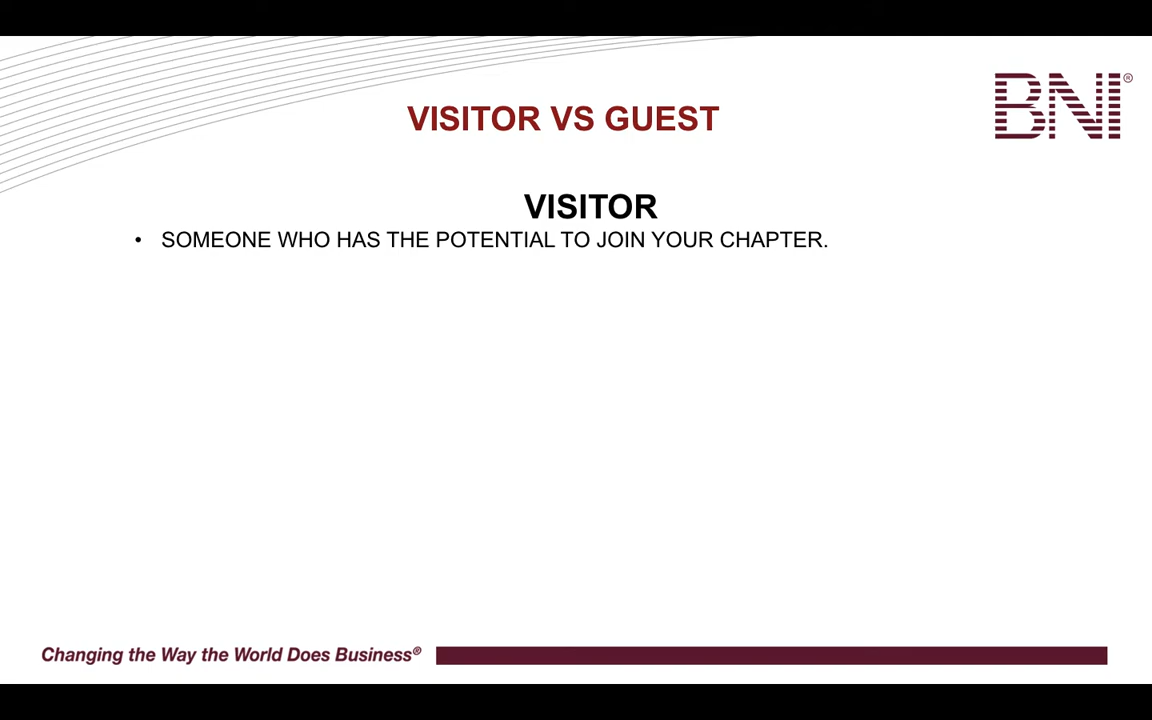 BNI®
VISITOR VS GUEST
VISITOR
• SOMEONE WHO HAS THE POTENTIAL TO JOIN YOUR CHAPTER.
Changing the Way the World Does Business®